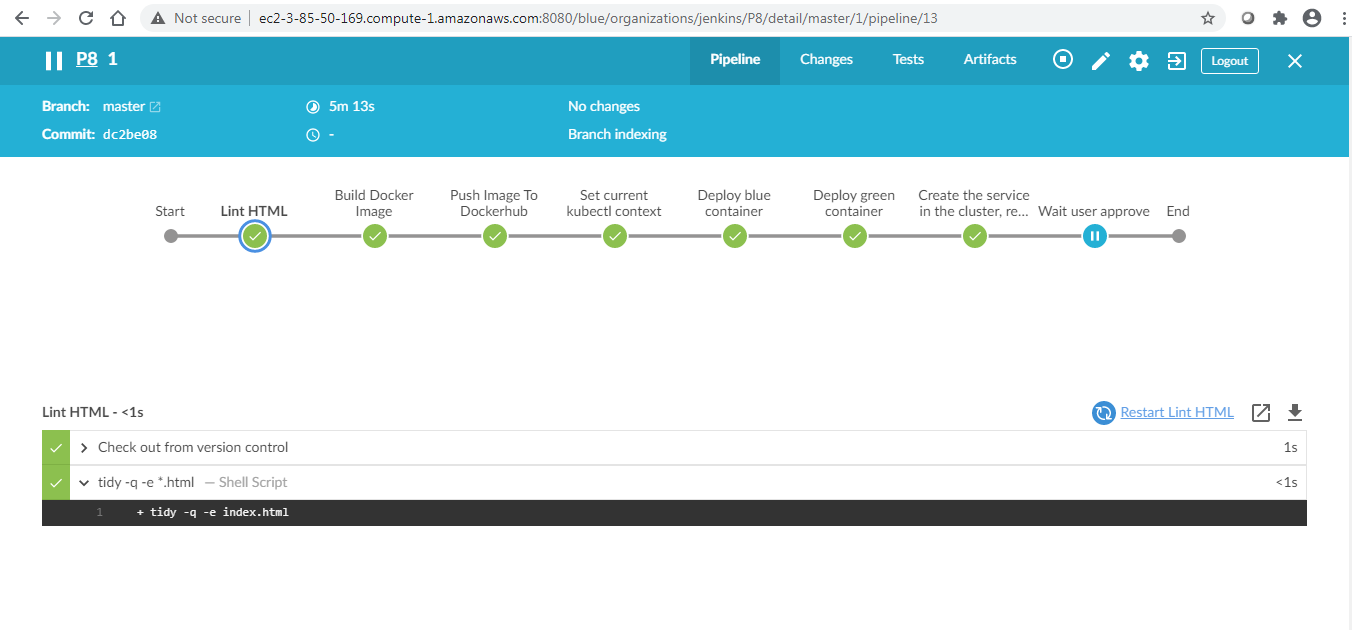 Not secure
ec2-3-85-50-169.compute-1.amazonaws.com:8080/blue/organizations/jenkins/P8/detail/master/1/pipeline/13
P8 1
Pipeline
Changes
Tests
Artifacts
Logout
Branch: master
5m 13s
No changes
Commit: dc2be08
-
Branch indexing
Start
Lint HTML
Build Docker
Image
Push Image To
Dockerhub
Set current
kubectl context
Deploy blue
container
Deploy green
container
Create the service
in the cluster, re...
Wait user approve
End
Lint HTML - <1s
Restart Lint HTML
Check out from version control
1s
tidy -q -e *.html — Shell Script
<1s
1 + tidy -q -e index.html